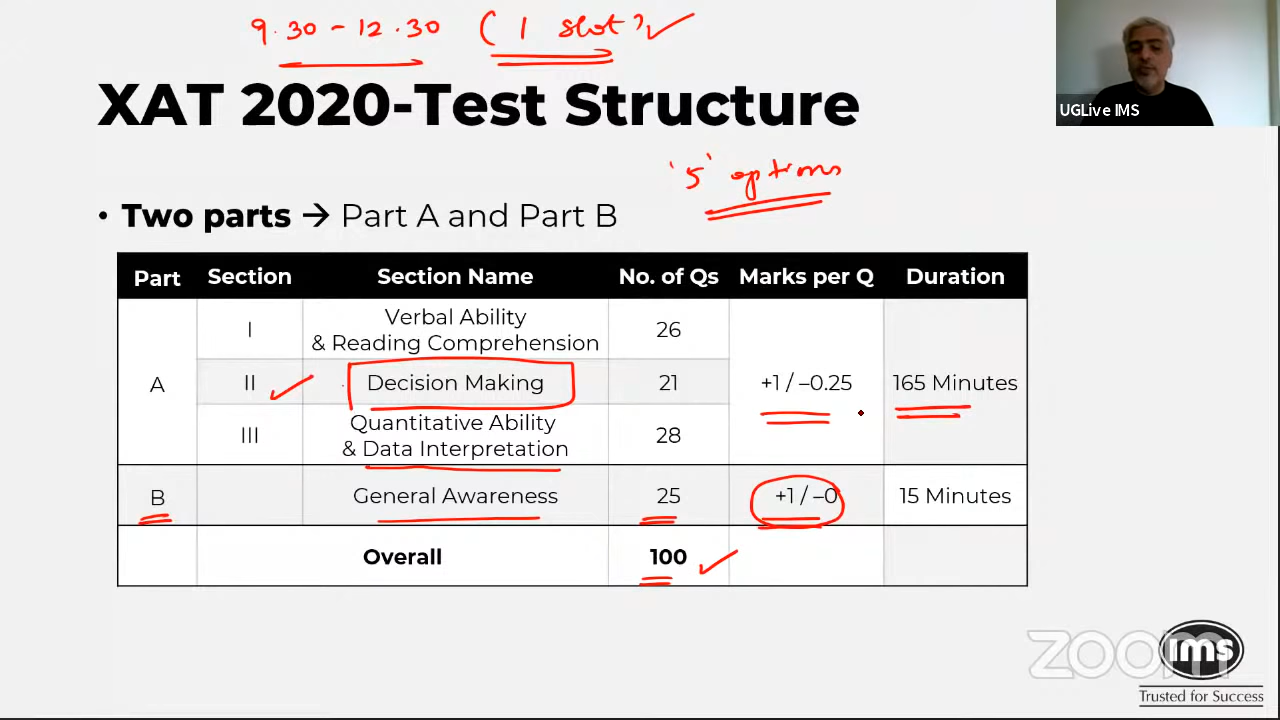 9.30 - 12.30 (1 slot)
UGLive IMS
XAT 2020-Test Structure
'5' options
• Two parts → Part A and Part B
Part Section Section Name No. of Qs Marks per Q Duration
A I Verbal Ability & Reading Comprehension 26 +1 / –0.25 165 Minutes
II Decision Making 21
III Quantitative Ability & Data Interpretation 28
B General Awareness 25 +1 / –0 15 Minutes
Overall 100
zoom
ims
Trusted for Success